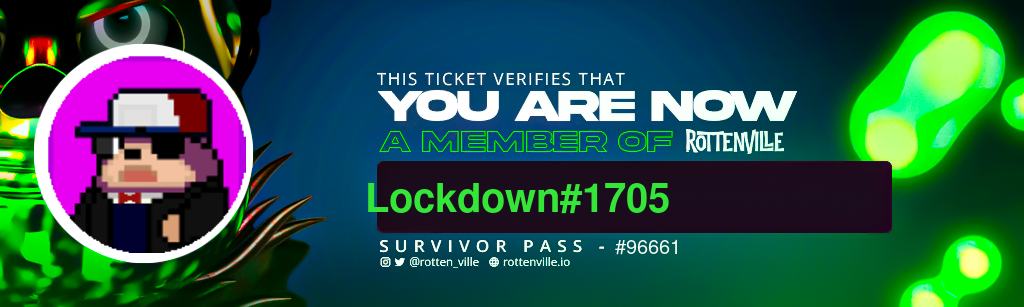 THIS TICKET VERIFIES THAT
YOU ARE NOW
A MEMBER OF ROTTENVILLE
Lockdown#1705
SURVIVOR PASS - #96661
@rotten_ville rottenville.io